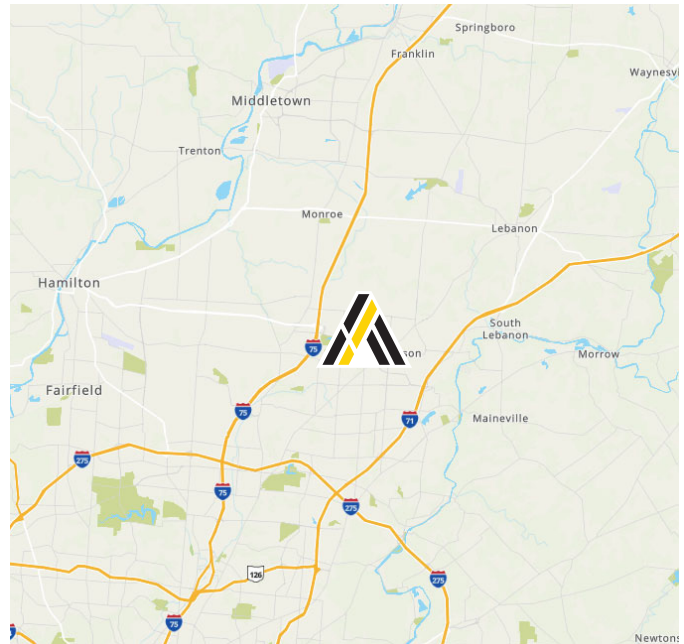 Springboro
Franklin
Waynesv
Middletown
Trenton
Monroe
Lebanon
Hamilton
South
Lebanon
75
son
Morrow
Fairfield
75
71
Maineville
275
75
275
126
275
75
Newtons